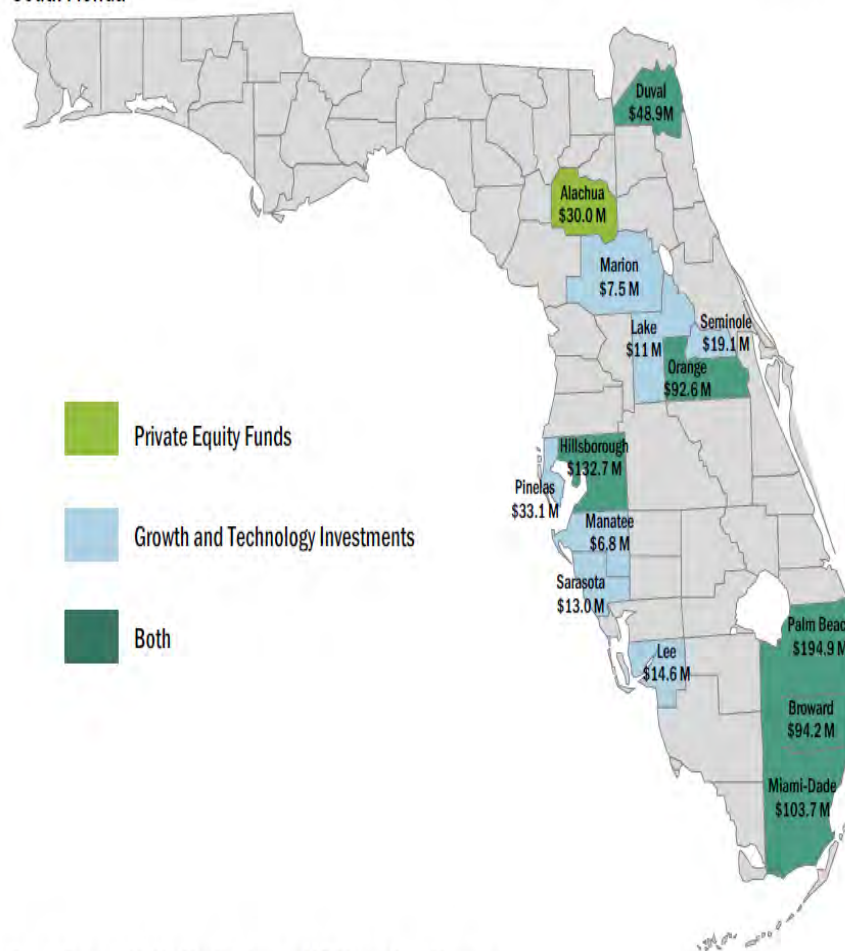 Duval
$48.9M
Alachua
$30.0 M
Marion
$7.5 M
Lake
$11 M
Seminole
$19.1 M
Orange
$92.6 M
Private Equity Funds
Hillsborough
$132.7 M
Pinelas
$33.1 M
Growth and Technology Investments
Manatee
$6.8 M
Sarasota
$13.0 M
Both
Lee
$14.6 M
Palm Beac
$194.9 M
Broward
$94.2 M
Miami-Dade
$103.7 M